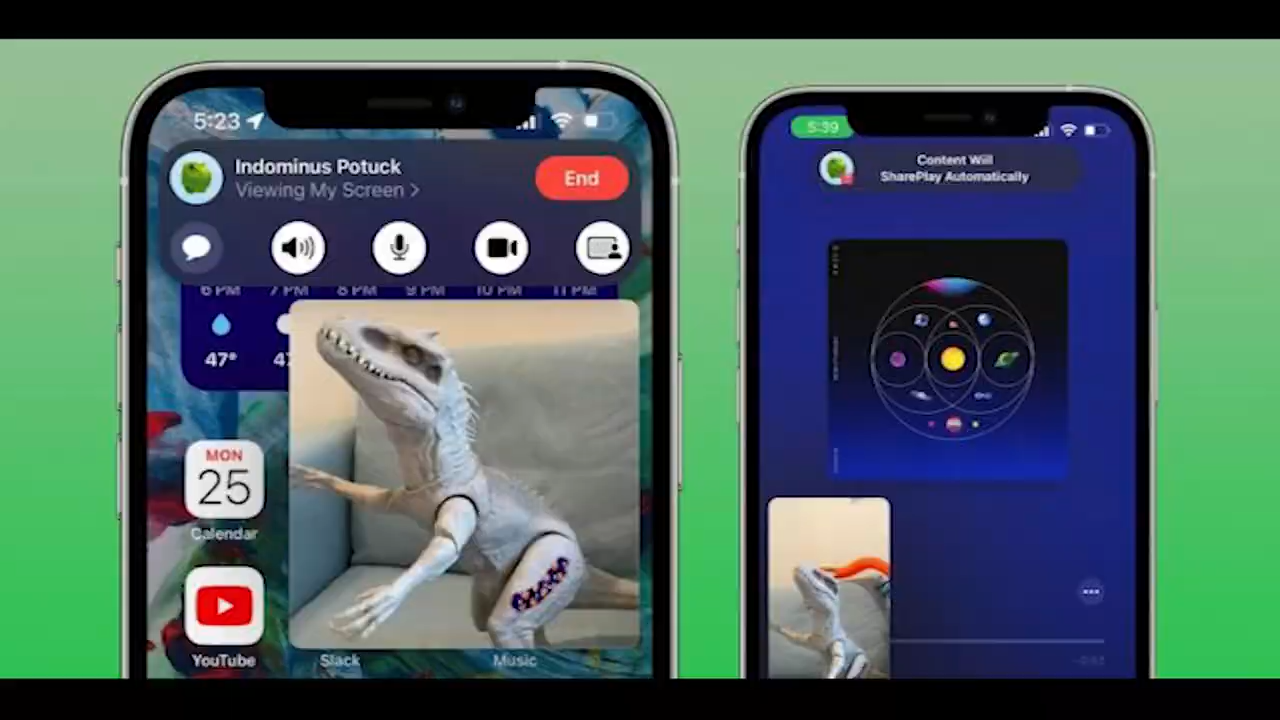 5:23
Indominus Potuck
Viewing My Screen >
End
6 PM 7 PM 8 PM 9 PM 10 PM 11 PM
47°
MON
25
Calendar
YouTube
Slack
Music
5:39
Content Will
SharePlay Automatically